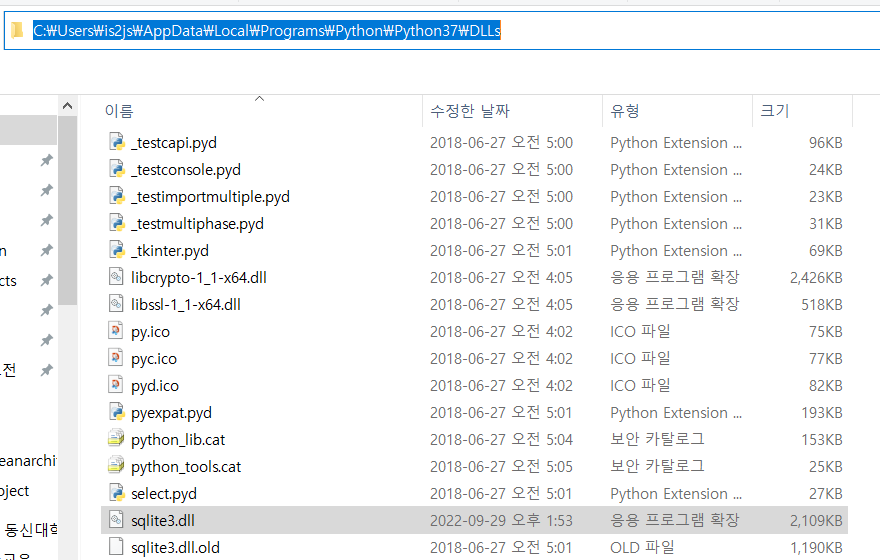 C:₩Users₩is2js₩AppData₩Local₩Programs₩Python₩Python37₩DLLs
이름 수정한 날짜 유형 크기
_testcapi.pyd 2018-06-27 오전 5:00 Python Extension ... 96KB
_testconsole.pyd 2018-06-27 오전 5:00 Python Extension ... 24KB
_testimportmultiple.pyd 2018-06-27 오전 5:00 Python Extension ... 23KB
_testmultiphase.pyd 2018-06-27 오전 5:00 Python Extension ... 31KB
n _tkinter.pyd 2018-06-27 오전 5:01 Python Extension ... 69KB
cts libcrypto-1_1-x64.dll 2018-06-27 오전 4:05 응용 프로그램 확장 2,426KB
libssl-1_1-x64.dll 2018-06-27 오전 4:05 응용 프로그램 확장 518KB
py.ico 2018-06-27 오전 4:02 ICO 파일 75KB
pyc.ico 2018-06-27 오전 4:02 ICO 파일 77KB
전 pyd.ico 2018-06-27 오전 4:02 ICO 파일 82KB
pyexpat.pyd 2018-06-27 오전 5:01 Python Extension ... 193KB
python_lib.cat 2018-06-27 오전 5:04 보안 카탈로그 153KB
eanarchi python_tools.cat 2018-06-27 오전 5:05 보안 카탈로그 25KB
oject select.pyd 2018-06-27 오전 5:01 Python Extension ... 27KB
동신대학 sqlite3.dll 2022-09-29 오후 1:53 응용 프로그램 확장 2,109KB
sqlite3.dll.old 2018-06-27 오전 5:01 OLD 파일 1,190KB